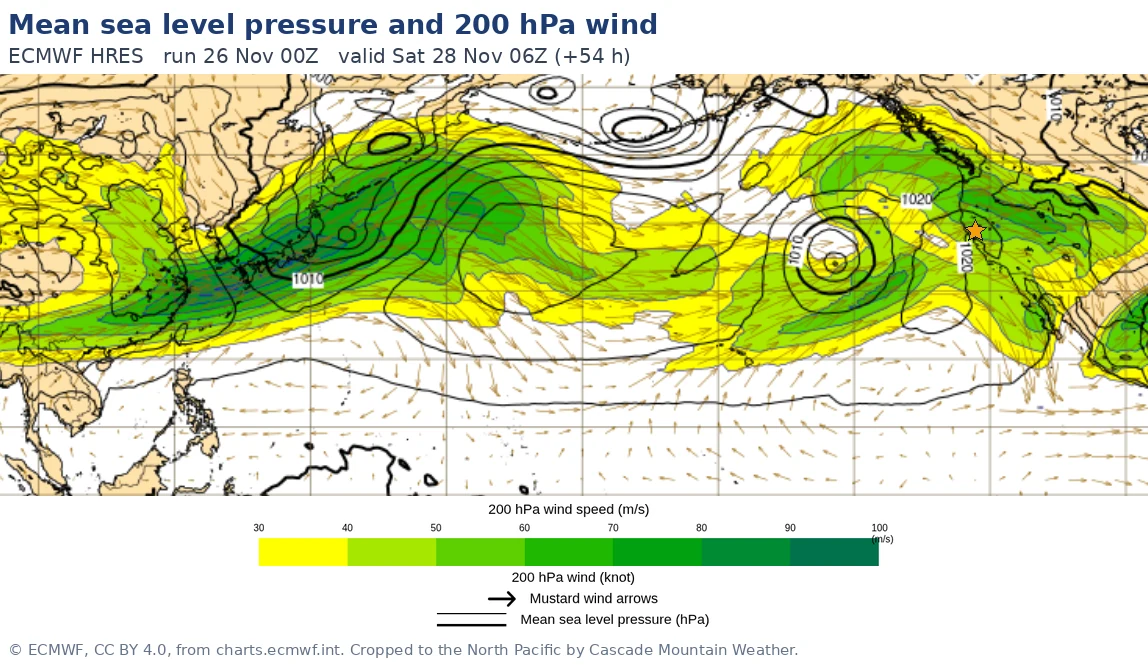 Mean sea level pressure and 200 hPa wind
ECMWF HRES run 26 Nov 00Z valid Sat 28 Nov 06Z (+54 h)
1010
1020
1010
1020
1010
200 hPa wind speed (m/s)
30 40 50 60 70 80 90 100
(m/s)
200 hPa wind (knot)
Mustard wind arrows
Mean sea level pressure (hPa)
© ECMWF, CC BY 4.0, from charts.ecmwf.int. Cropped to the North Pacific by Cascade Mountain Weather.